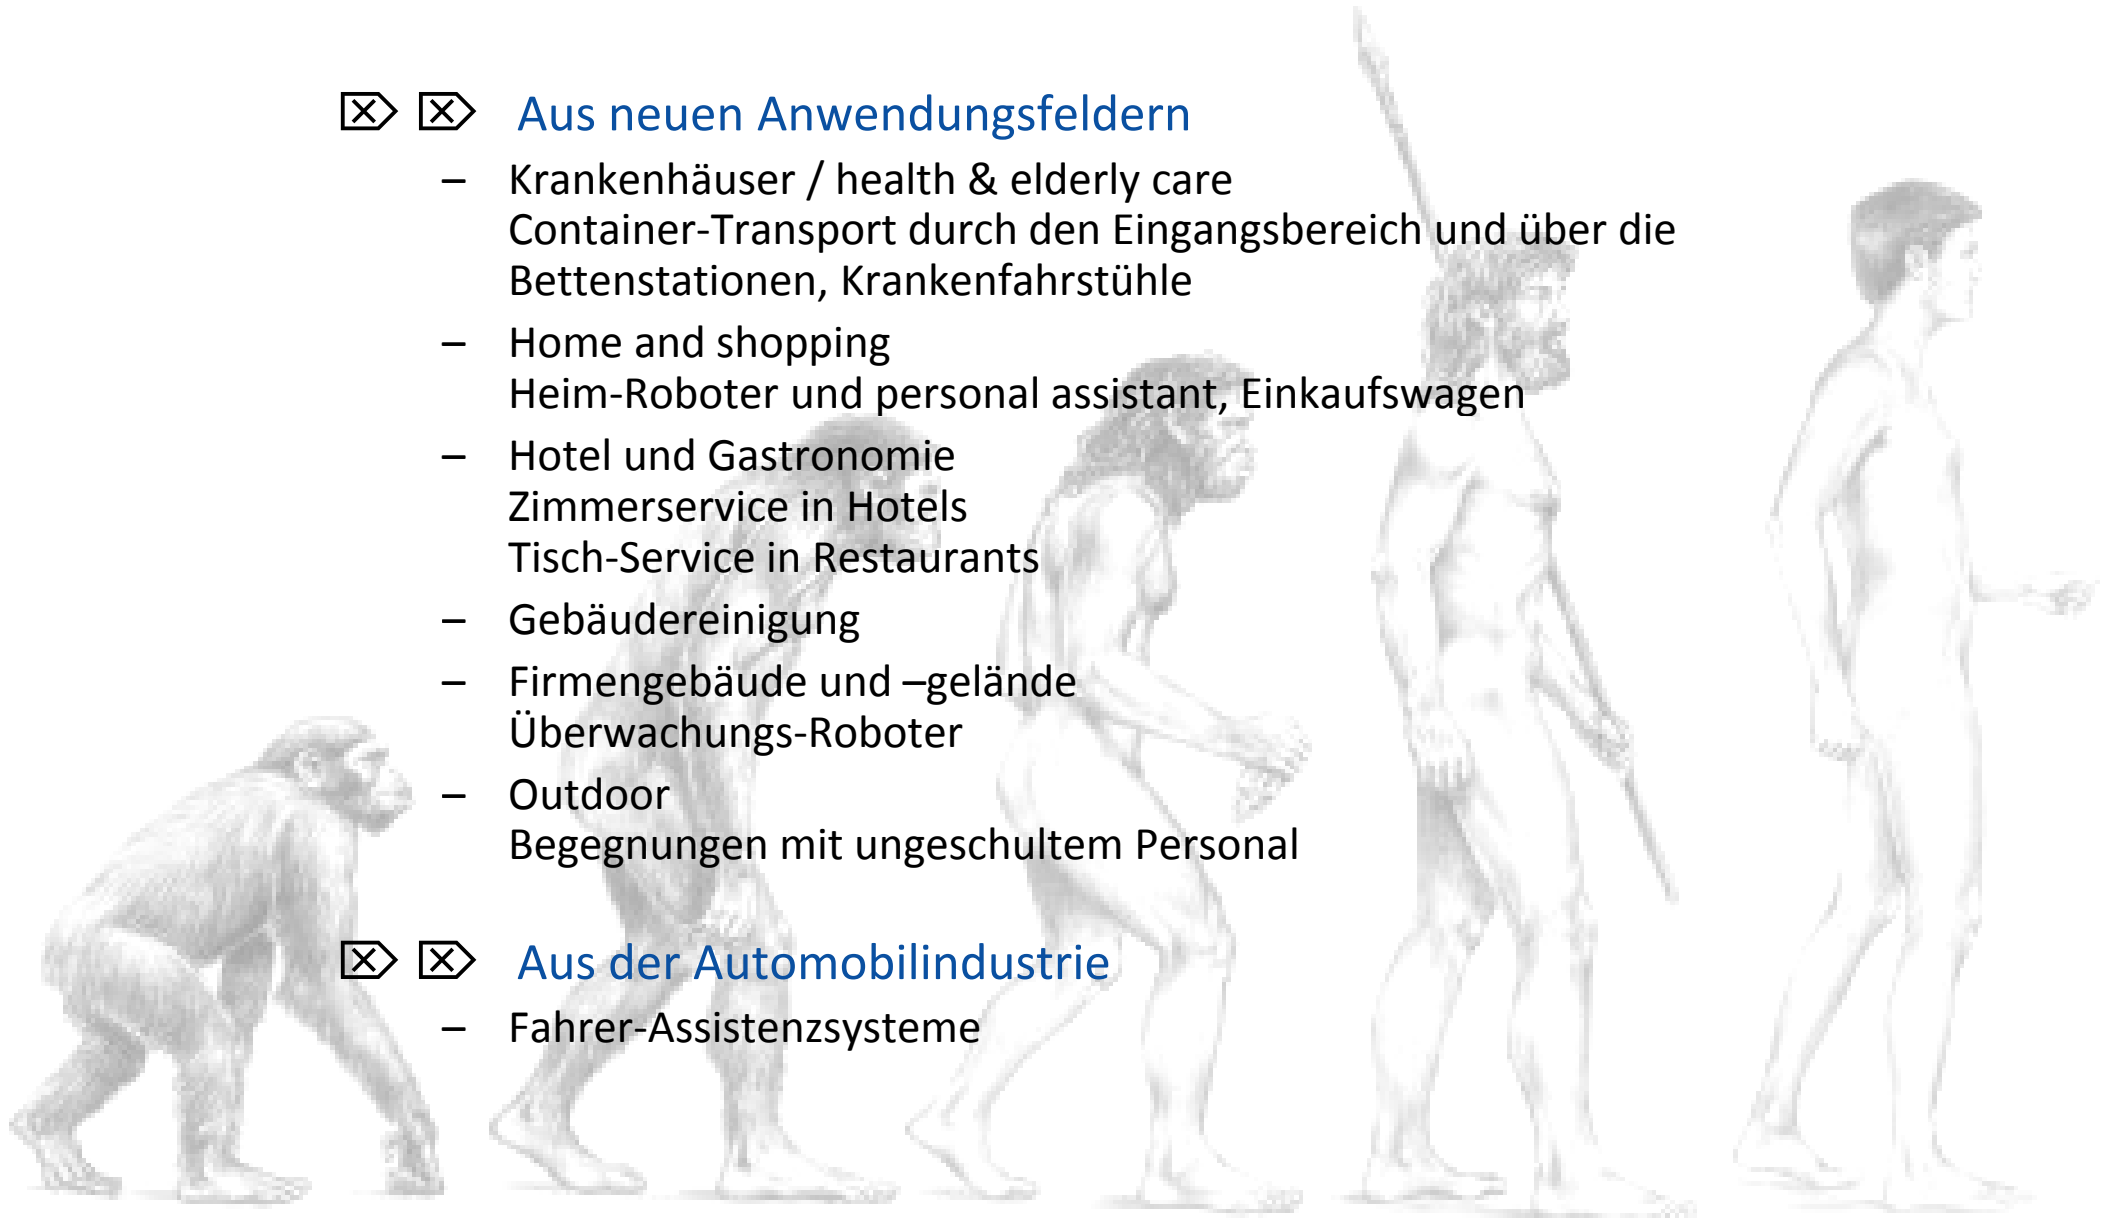 ⌦ ⌦ Aus neuen Anwendungsfeldern
– Krankenhäuser / health & elderly care
Container-Transport durch den Eingangsbereich und über die
Bettenstationen, Krankenfahrstühle
– Home and shopping
Heim-Roboter und personal assistant, Einkaufswagen
– Hotel und Gastronomie
Zimmerservice in Hotels
Tisch-Service in Restaurants
– Gebäudereinigung
– Firmengebäude und –gelände
Überwachungs-Roboter
– Outdoor
Begegnungen mit ungeschultem Personal
⌦ ⌦ Aus der Automobilindustrie
– Fahrer-Assistenzsysteme